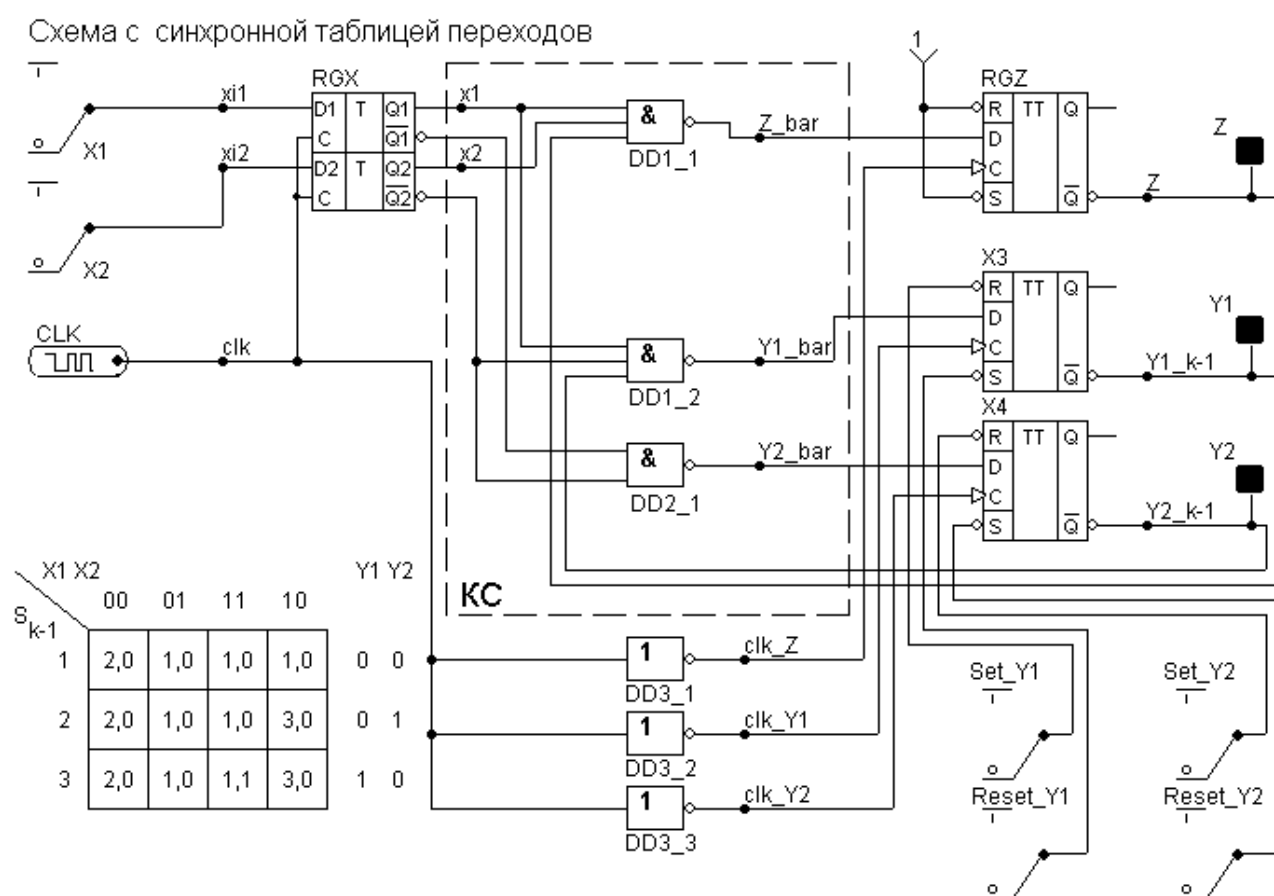 Схема с синхронной таблицей переходов
1
RGX
RGZ
xi1
D1 T Q1
x1
&
R TT Q
Z
X1
C Q1
Z_bar
D
DD1_1
xi2
D2 T Q2
x2
C
C Q2
S Q
Z
X2
X3
R TT Q
Y1
CLK
D
clk
&
Y1_bar
C
DD1_2
S Q
Y1_k-1
X4
R TT Q
Y2
&
Y2_bar
D
DD2_1
C
S Q
Y2_k-1
X1 X2
Y1 Y2
00 01 11 10
КС
S k-1
1 2,0 1,0 1,0 1,0 0 0
1
clk_Z
DD3_1
Set_Y1 Set_Y2
2 2,0 1,0 1,0 3,0 0 1
1
clk_Y1
DD3_2
3 2,0 1,0 1,1 3,0 1 0
1
clk_Y2
Reset_Y1 Reset_Y2
DD3_3